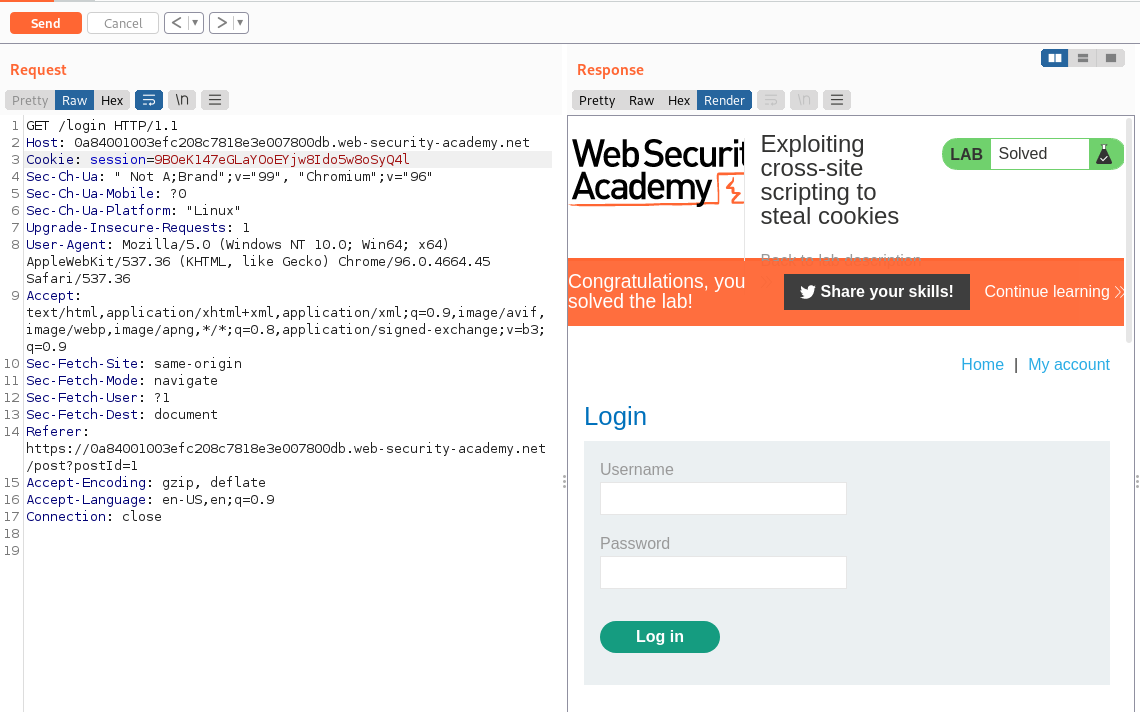 Send Cancel < ▼ > ▼
Request
Pretty Raw Hex \n
1 GET /login HTTP/1.1
2 Host: 0a84001003efc208c7818e3e007800db.web-security-academy.net
3 Cookie: session=9BOeK147eGLaYOoEYjw8Ido5w8oSyQ4l
4 Sec-Ch-Ua: " Not A;Brand";v="99", "Chromium";v="96"
5 Sec-Ch-Ua-Mobile: ?0
6 Sec-Ch-Ua-Platform: "Linux"
7 Upgrade-Insecure-Requests: 1
8 User-Agent: Mozilla/5.0 (Windows NT 10.0; Win64; x64)
AppleWebKit/537.36 (KHTML, like Gecko) Chrome/96.0.4664.45
Safari/537.36
9 Accept:
text/html,application/xhtml+xml,application/xml;q=0.9,image/avif,
image/webp,image/apng,*/*;q=0.8,application/signed-exchange;v=b3;
q=0.9
10 Sec-Fetch-Site: same-origin
11 Sec-Fetch-Mode: navigate
12 Sec-Fetch-User: ?1
13 Sec-Fetch-Dest: document
14 Referer:
https://0a84001003efc208c7818e3e007800db.web-security-academy.net
/post?postId=1
15 Accept-Encoding: gzip, deflate
16 Accept-Language: en-US,en;q=0.9
17 Connection: close
18
19
Response
Pretty Raw Hex Render \n
Web Securit
Academy
Exploiting
cross-site
scripting to
steal cookies
LAB Solved
Back to lab description
Congratulations, you
solved the lab!
Share your skills!
Continue learning
Home | My account
Login
Username
Password
Log in